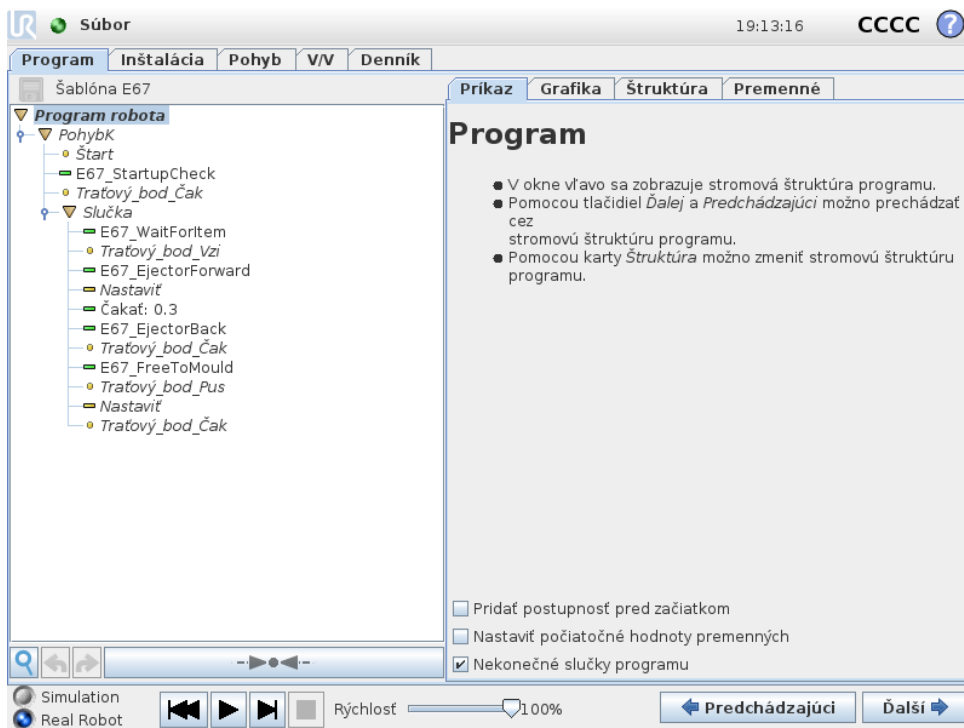 UR Súbor 19:13:16 CCCC ?
Program Inštalácia Pohyb V/V Denník
Šablóna E67
Program robota
PohybK
Štart
E67_StartupCheck
Traťový_bod_Čak
Slučka
E67_WaitForItem
Traťový_bod_Vzi
E67_EjectorForward
Nastaviť
Čakať: 0.3
E67_EjectorBack
Traťový_bod_Čak
E67_FreeToMould
Traťový_bod_Pus
Nastaviť
Traťový_bod_Čak
Príkaz Grafika Štruktúra Premenné
Program
V okne vľavo sa zobrazuje stromová štruktúra programu.
Pomocou tlačidiel Ďalej a Predchádzajúci možno prechádzať
cez
stromovú štruktúru programu.
Pomocou karty Štruktúra možno zmeniť stromovú štruktúru
programu.
Pridať postupnosť pred začiatkom
Nastaviť počiatočné hodnoty premenných
Nekonečné slučky programu
Simulation
Real Robot
Rýchlosť 100%
Predchádzajúci Ďalší